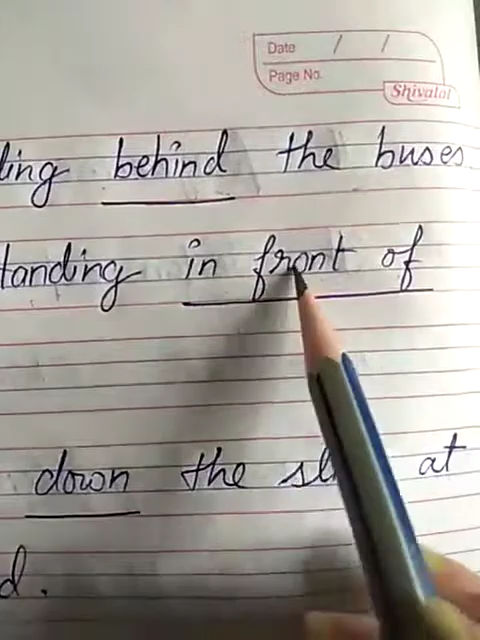 Date / /
Page No.
Shivalal
ling behind the buses
tanding in front of
down the sl at
d.